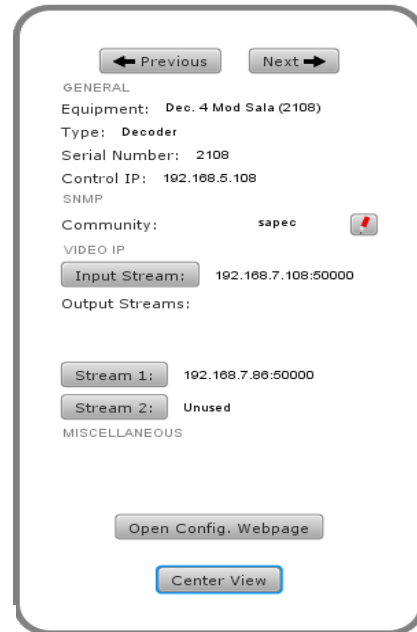 Previous Next
GENERAL
Equipment: Dec. 4 Mod Sala (2108)
Type: Decoder
Serial Number: 2108
Control IP: 192.168.5.108
SNMP
Community: sapec
VIDEO IP
Input Stream: 192.168.7.108:50000
Output Streams:
Stream 1: 192.168.7.86:50000
Stream 2: Unused
MISCELLANEOUS
Open Config. Webpage
Center View